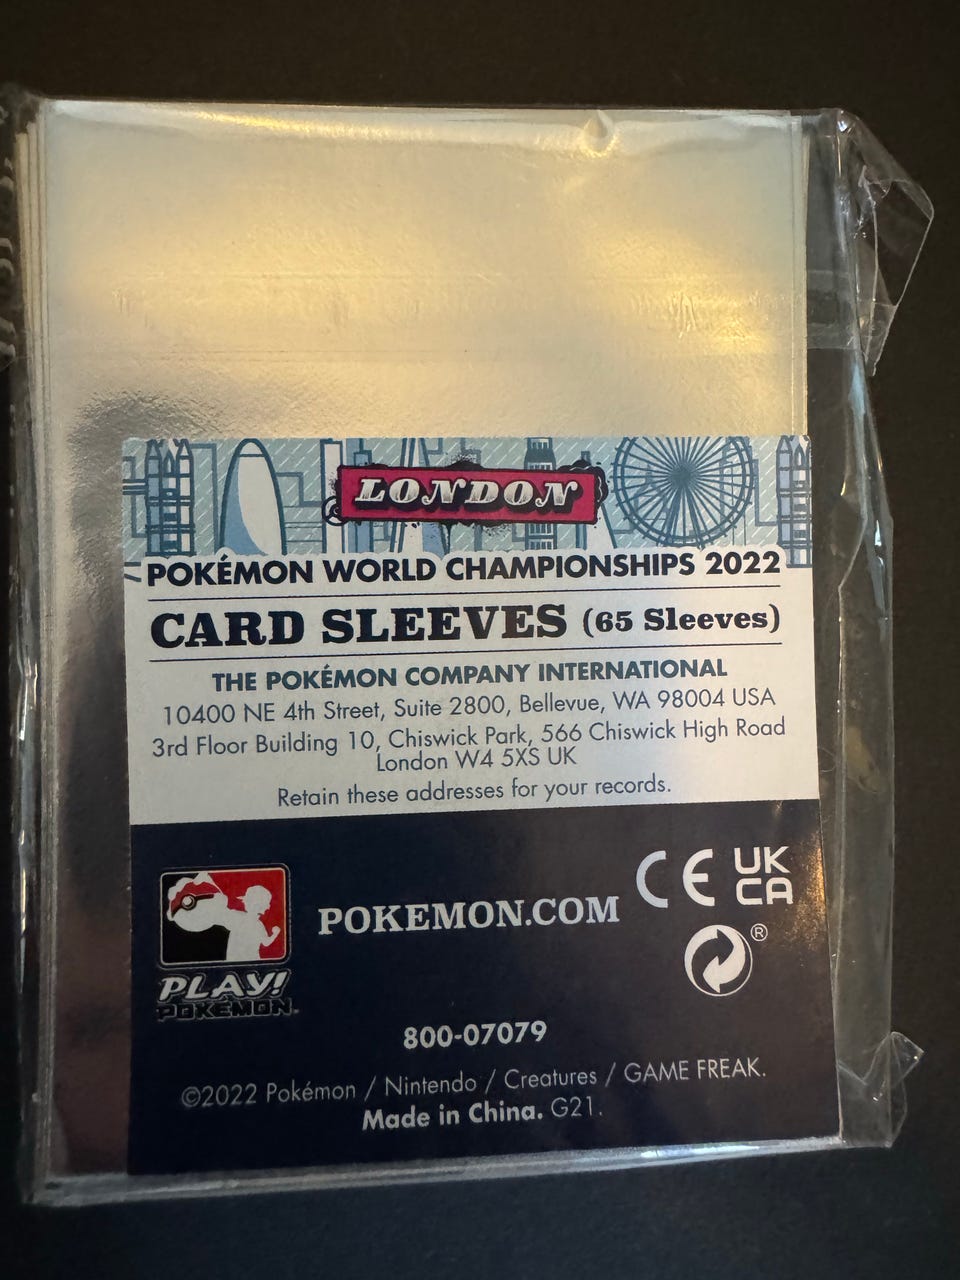 LONDON
POKÉMON WORLD CHAMPIONSHIPS 2022
CARD SLEEVES (65 Sleeves)
THE POKÉMON COMPANY INTERNATIONAL
10400 NE 4th Street, Suite 2800, Bellevue, WA 98004 USA
3rd Floor Building 10, Chiswick Park, 566 Chiswick High Road
London W4 5XS UK
Retain these addresses for your records.
PLAY!
POKÉMON™
POKEMON.COM
CE
UK
CA
®
800-07079
©2022 Pokémon / Nintendo / Creatures / GAME FREAK.
Made in China. G21.